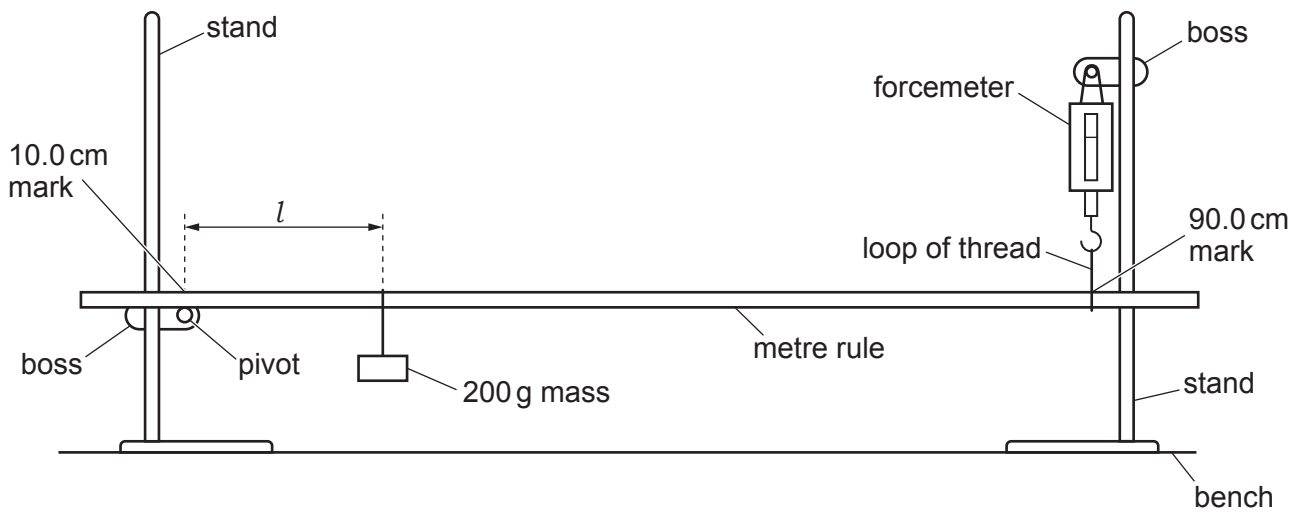 stand
boss
forcemeter
10.0 cm
mark
l
90.0 cm
mark
loop of thread
boss
pivot
metre rule
200 g mass
stand
bench